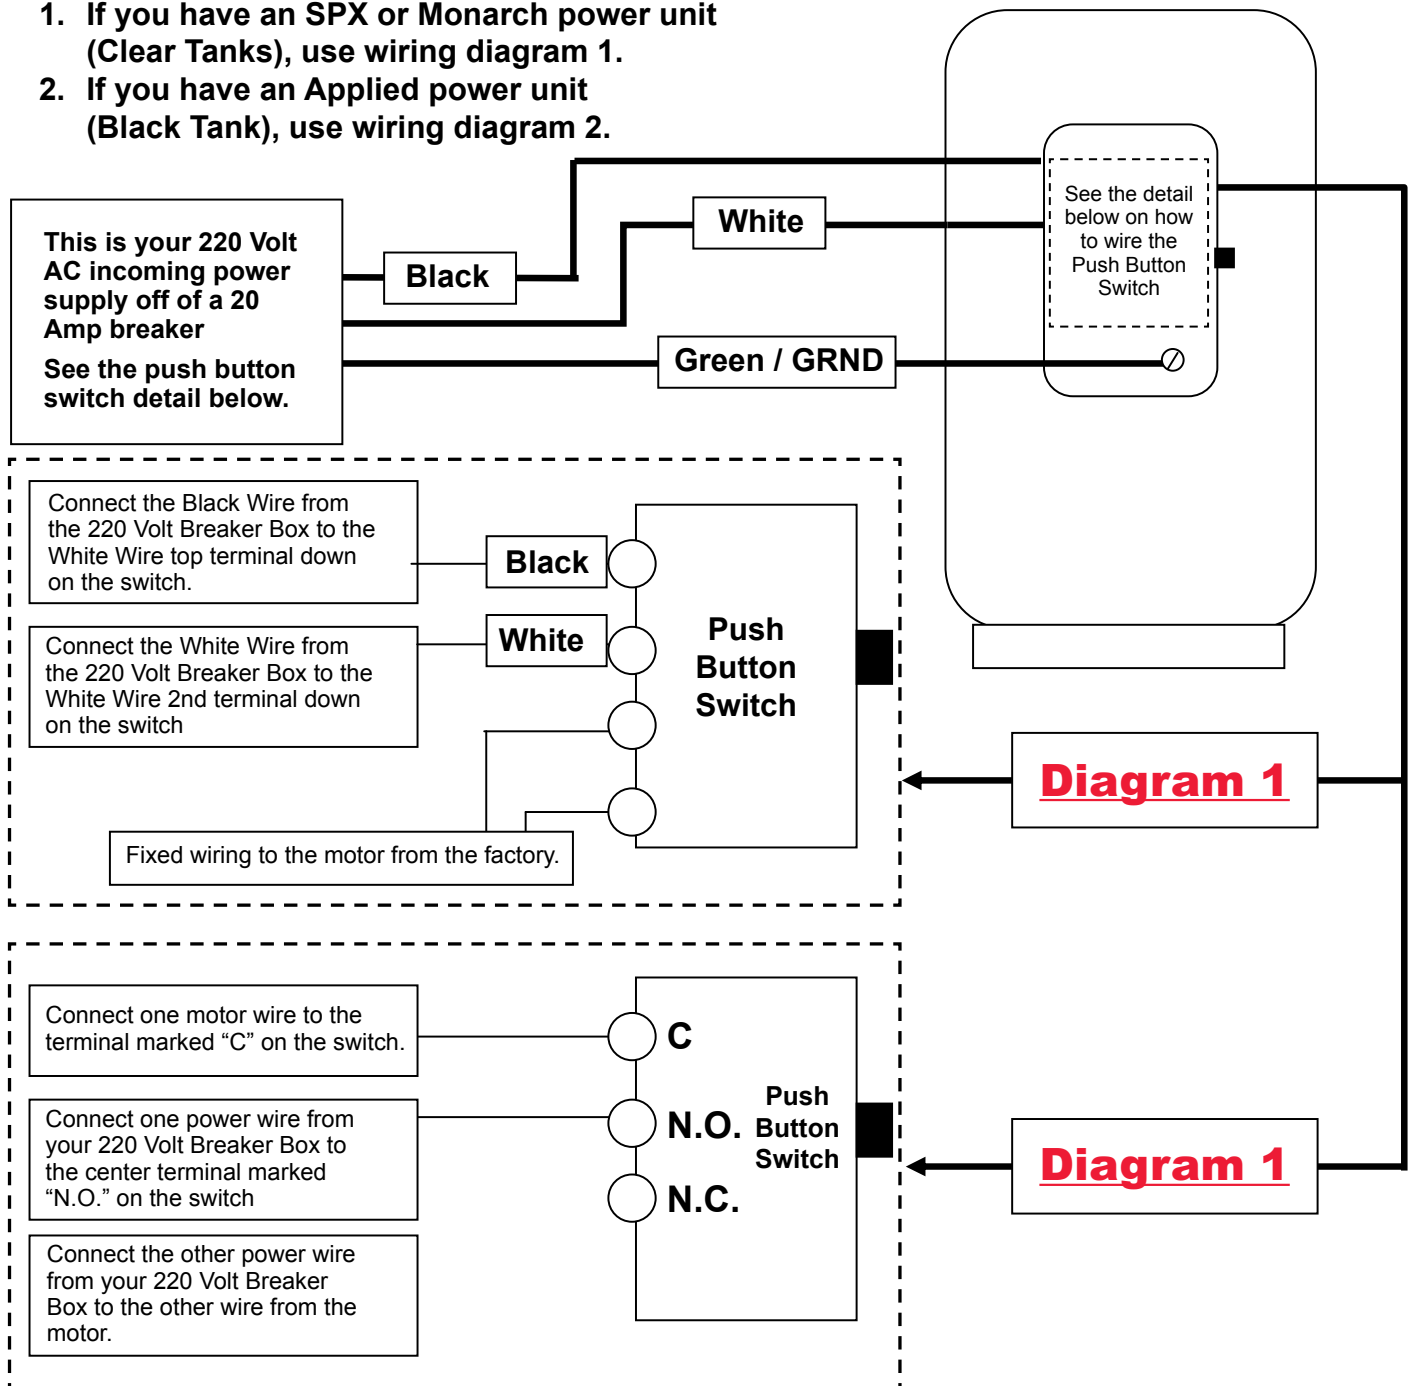 1. If you have an SPX or Monarch power unit
(Clear Tanks), use wiring diagram 1.
2. If you have an Applied power unit
(Black Tank), use wiring diagram 2.
This is your 220 Volt
AC incoming power
supply off of a 20
Amp breaker
See the push button
switch detail below.
Black
White
Green / GRND
See the detail
below on how
to wire the
Push Button
Switch
Connect the Black Wire from
the 220 Volt Breaker Box to the
White Wire top terminal down
on the switch.
Black
Connect the White Wire from
the 220 Volt Breaker Box to the
White Wire 2nd terminal down
on the switch
White
Push
Button
Switch
Fixed wiring to the motor from the factory.
Diagram 1
Connect one motor wire to the
terminal marked “C” on the switch.
C
Connect one power wire from
your 220 Volt Breaker Box to
the center terminal marked
“N.O.” on the switch
N.O.
N.C.
Push
Button
Switch
Connect the other power wire
from your 220 Volt Breaker
Box to the other wire from the
motor.
Diagram 1